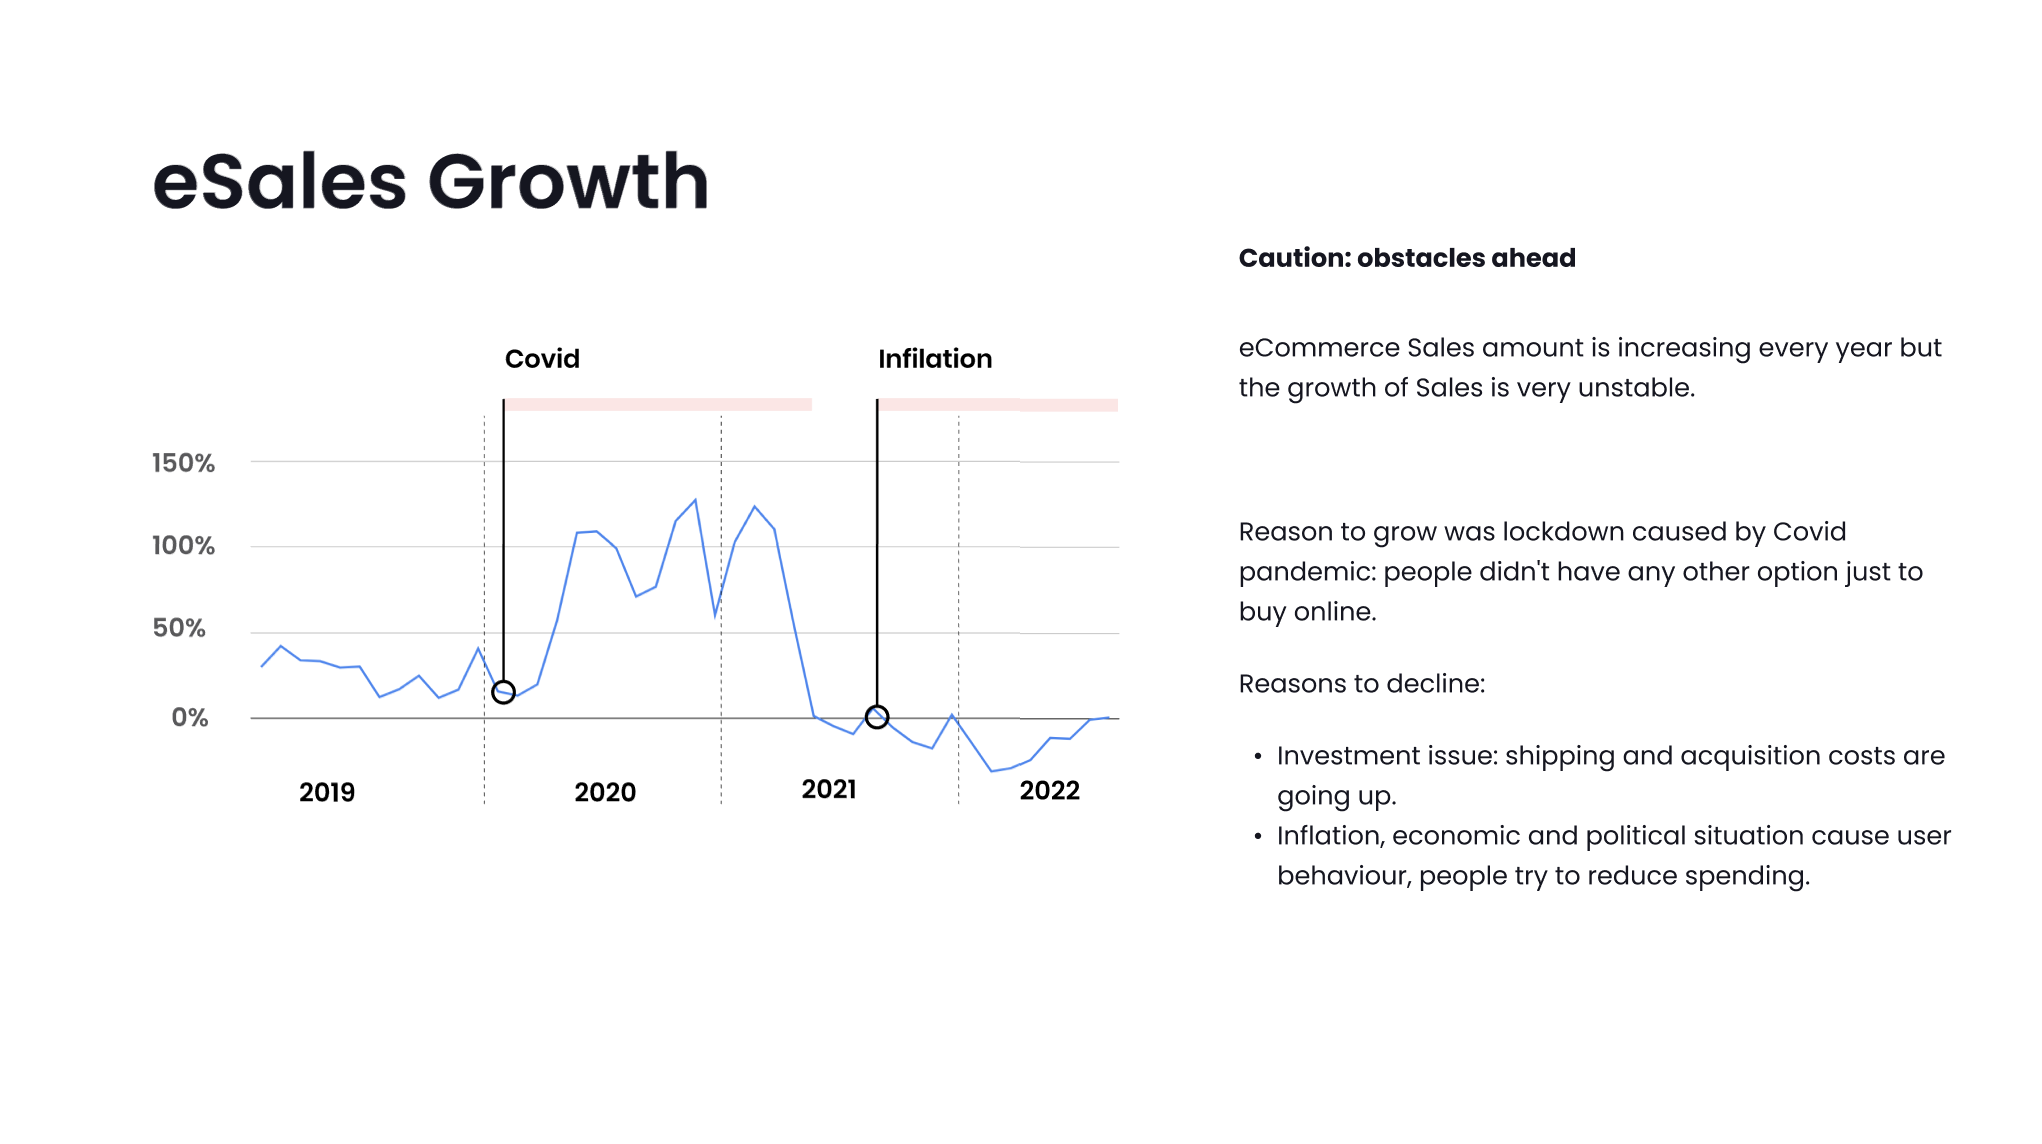 eSales Growth
Caution: obstacles ahead
eCommerce Sales amount is increasing every year but
the growth of Sales is very unstable.
Reason to grow was lockdown caused by Covid
pandemic: people didn't have any other option just to
buy online.
Reasons to decline:
• Investment issue: shipping and acquisition costs are
going up.
• Inflation, economic and political situation cause user
behaviour, people try to reduce spending.
Covid
Infilation
150%
100%
50%
0%
2019
2020
2021
2022